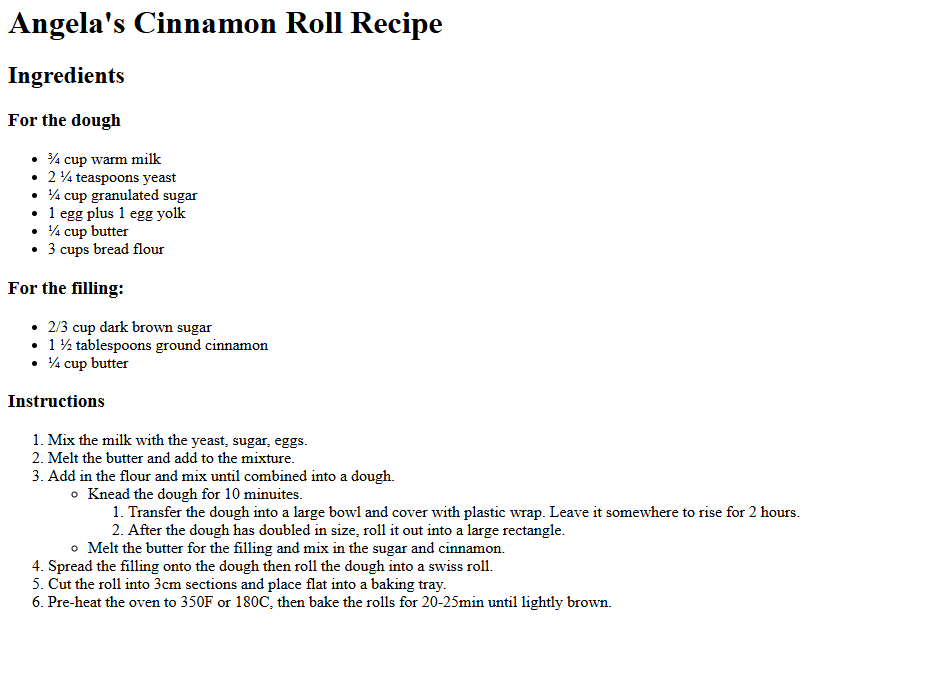 Angela's Cinnamon Roll Recipe
Ingredients
For the dough
• ¾ cup warm milk
• 2 ¼ teaspoons yeast
• ¼ cup granulated sugar
• 1 egg plus 1 egg yolk
• ¼ cup butter
• 3 cups bread flour
For the filling:
• 2/3 cup dark brown sugar
• 1 ½ tablespoons ground cinnamon
• ¼ cup butter
Instructions
1. Mix the milk with the yeast, sugar, eggs.
2. Melt the butter and add to the mixture.
3. Add in the flour and mix until combined into a dough.
◦ Knead the dough for 10 minuites.
1. Transfer the dough into a large bowl and cover with plastic wrap. Leave it somewhere to rise for 2 hours.
2. After the dough has doubled in size, roll it out into a large rectangle.
◦ Melt the butter for the filling and mix in the sugar and cinnamon.
4. Spread the filling onto the dough then roll the dough into a swiss roll.
5. Cut the roll into 3cm sections and place flat into a baking tray.
6. Pre-heat the oven to 350F or 180C, then bake the rolls for 20-25min until lightly brown.